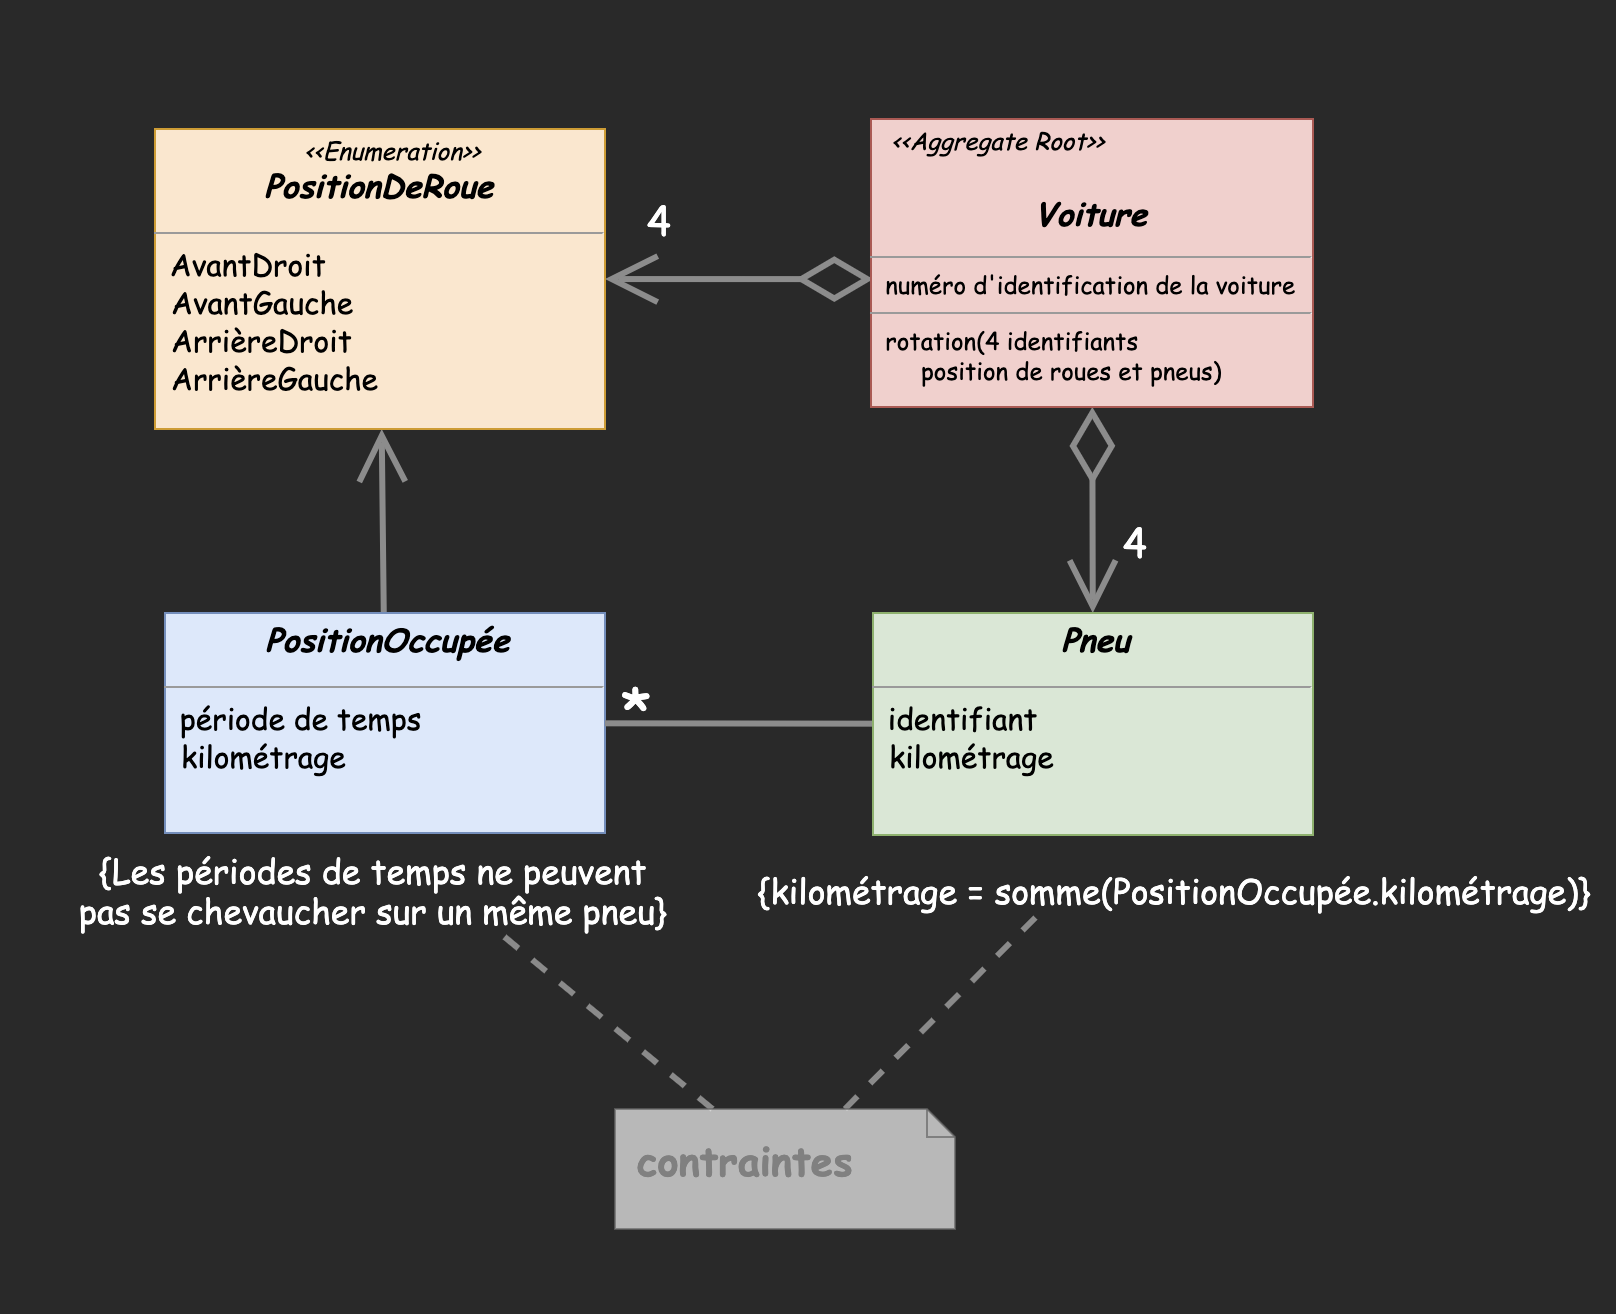 <<Enumeration>>
PositionDeRoue
AvantDroit
AvantGauche
ArrièreDroit
ArrièreGauche
4
<<Aggregate Root>>
Voiture
numéro d'identification de la voiture
rotation(4 identifiants
position de roues et pneus)
4
PositionOccupée
période de temps
kilométrage
*
Pneu
identifiant
kilométrage
{Les périodes de temps ne peuvent
pas se chevaucher sur un même pneu}
{kilométrage = somme(PositionOccupée.kilométrage)}
contraintes